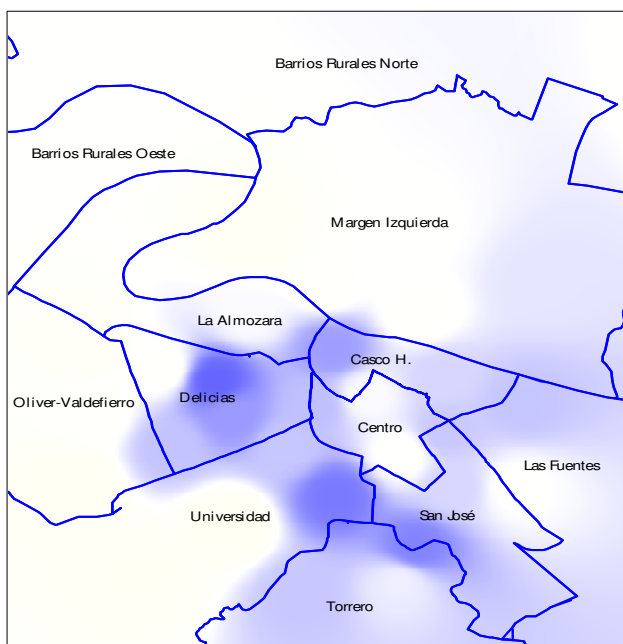 Barrios Rurales Norte
Barrios Rurales Oeste
Margen Izquierda
La Almozara
Casco H.
Oliver-Valdefierro
Delicias
Centro
Las Fuentes
Universidad
San José
Torrero